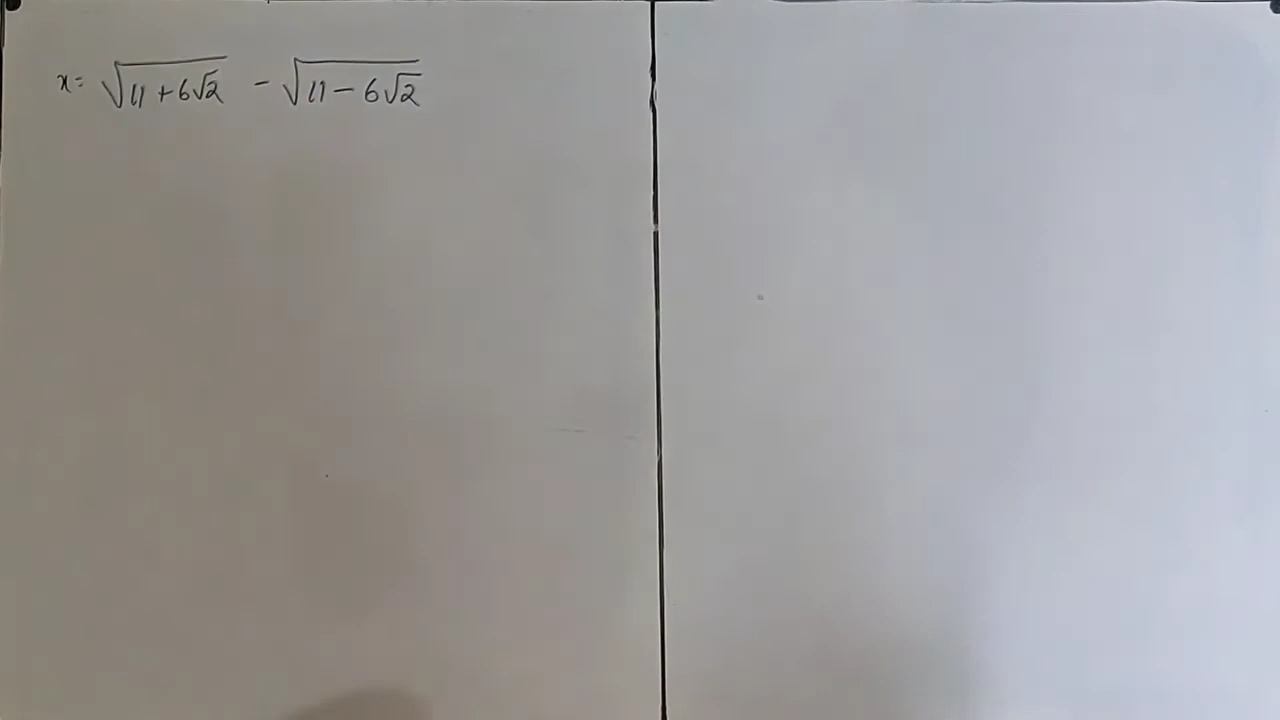 x = √(11 + 6√2) - √(11 - 6√2)